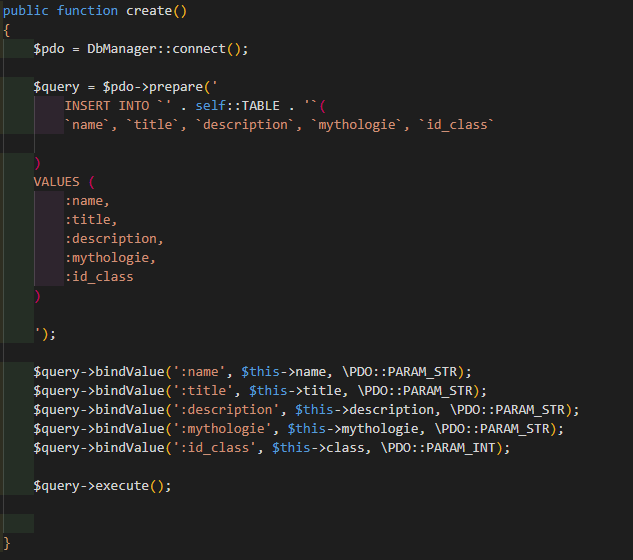 public function create()
{
    $pdo = DbManager::connect();
    $query = $pdo->prepare('
        INSERT INTO `' . self::TABLE . '`(
        `name`, `title`, `description`, `mythologie`, `id_class`
    )
    VALUES (
        :name,
        :title,
        :description,
        :mythologie,
        :id_class
    )
    ');
    $query->bindValue(':name', $this->name, \PDO::PARAM_STR);
    $query->bindValue(':title', $this->title, \PDO::PARAM_STR);
    $query->bindValue(':description', $this->description, \PDO::PARAM_STR);
    $query->bindValue(':mythologie', $this->mythologie, \PDO::PARAM_STR);
    $query->bindValue(':id_class', $this->class, \PDO::PARAM_INT);
    $query->execute();
}